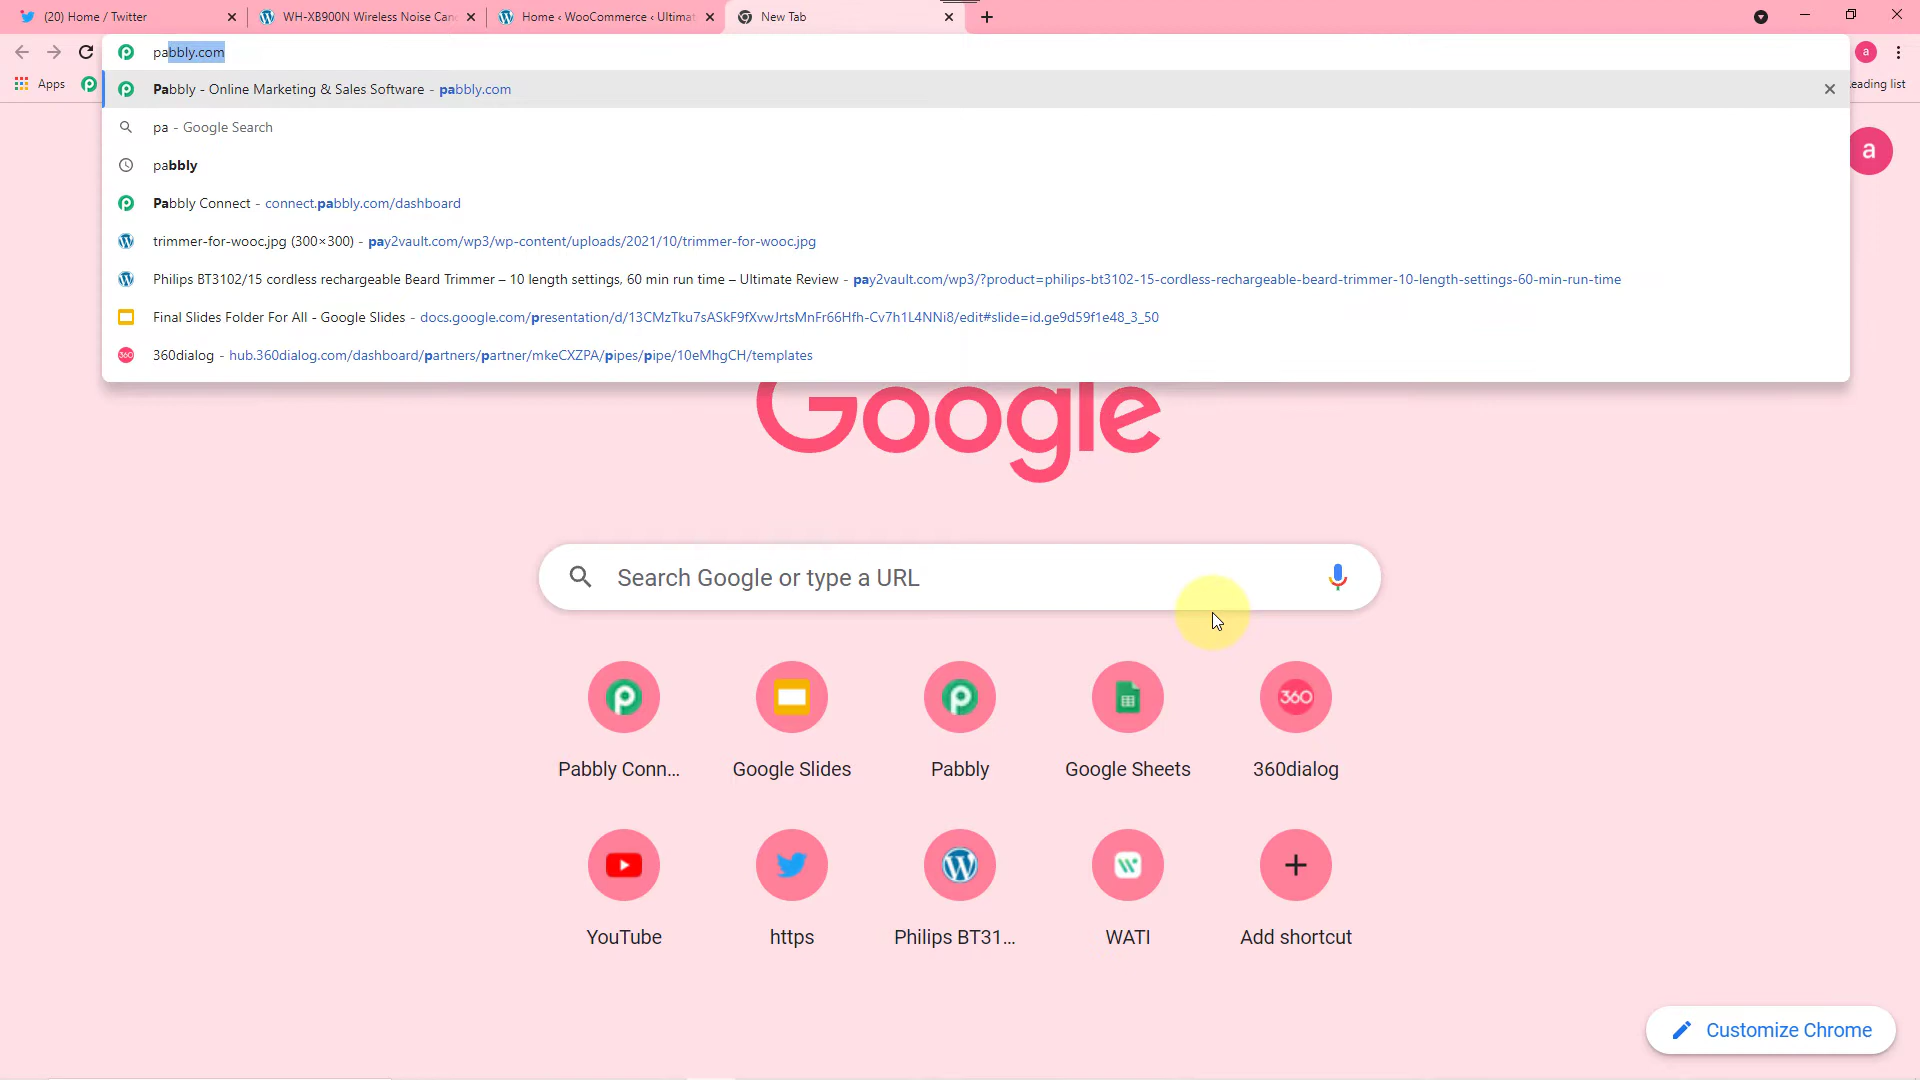 (20) Home / Twitter
WH-XB900N Wireless Noise Canc
Home ‹ WooCommerce ‹ Ultimat
New Tab
pabbly.com
a
Apps
eading list
Pabbly - Online Marketing & Sales Software - pabbly.com
pa - Google Search
pabbly
Pabbly Connect - connect.pabbly.com/dashboard
trimmer-for-wooc.jpg (300×300) - pay2vault.com/wp3/wp-content/uploads/2021/10/trimmer-for-wooc.jpg
Philips BT3102/15 cordless rechargeable Beard Trimmer – 10 length settings, 60 min run time – Ultimate Review - pay2vault.com/wp3/?product=philips-bt3102-15-cordless-rechargeable-beard-trimmer-10-length-settings-60-min-run-time
Final Slides Folder For All - Google Slides - docs.google.com/presentation/d/13CMzTku7sASkF9fXvwJrtsMnFr66Hfh-Cv7h1L4NNi8/edit#slide=id.ge9d59f1e48_3_50
360 360dialog - hub.360dialog.com/dashboard/partners/partner/mkeCXZPA/pipes/pipe/10eMhgCH/templates
a
Google
Search Google or type a URL
360
Pabbly Conn...
Google Slides
Pabbly
Google Sheets
360dialog
YouTube
https
Philips BT31...
WATI
Add shortcut
Customize Chrome